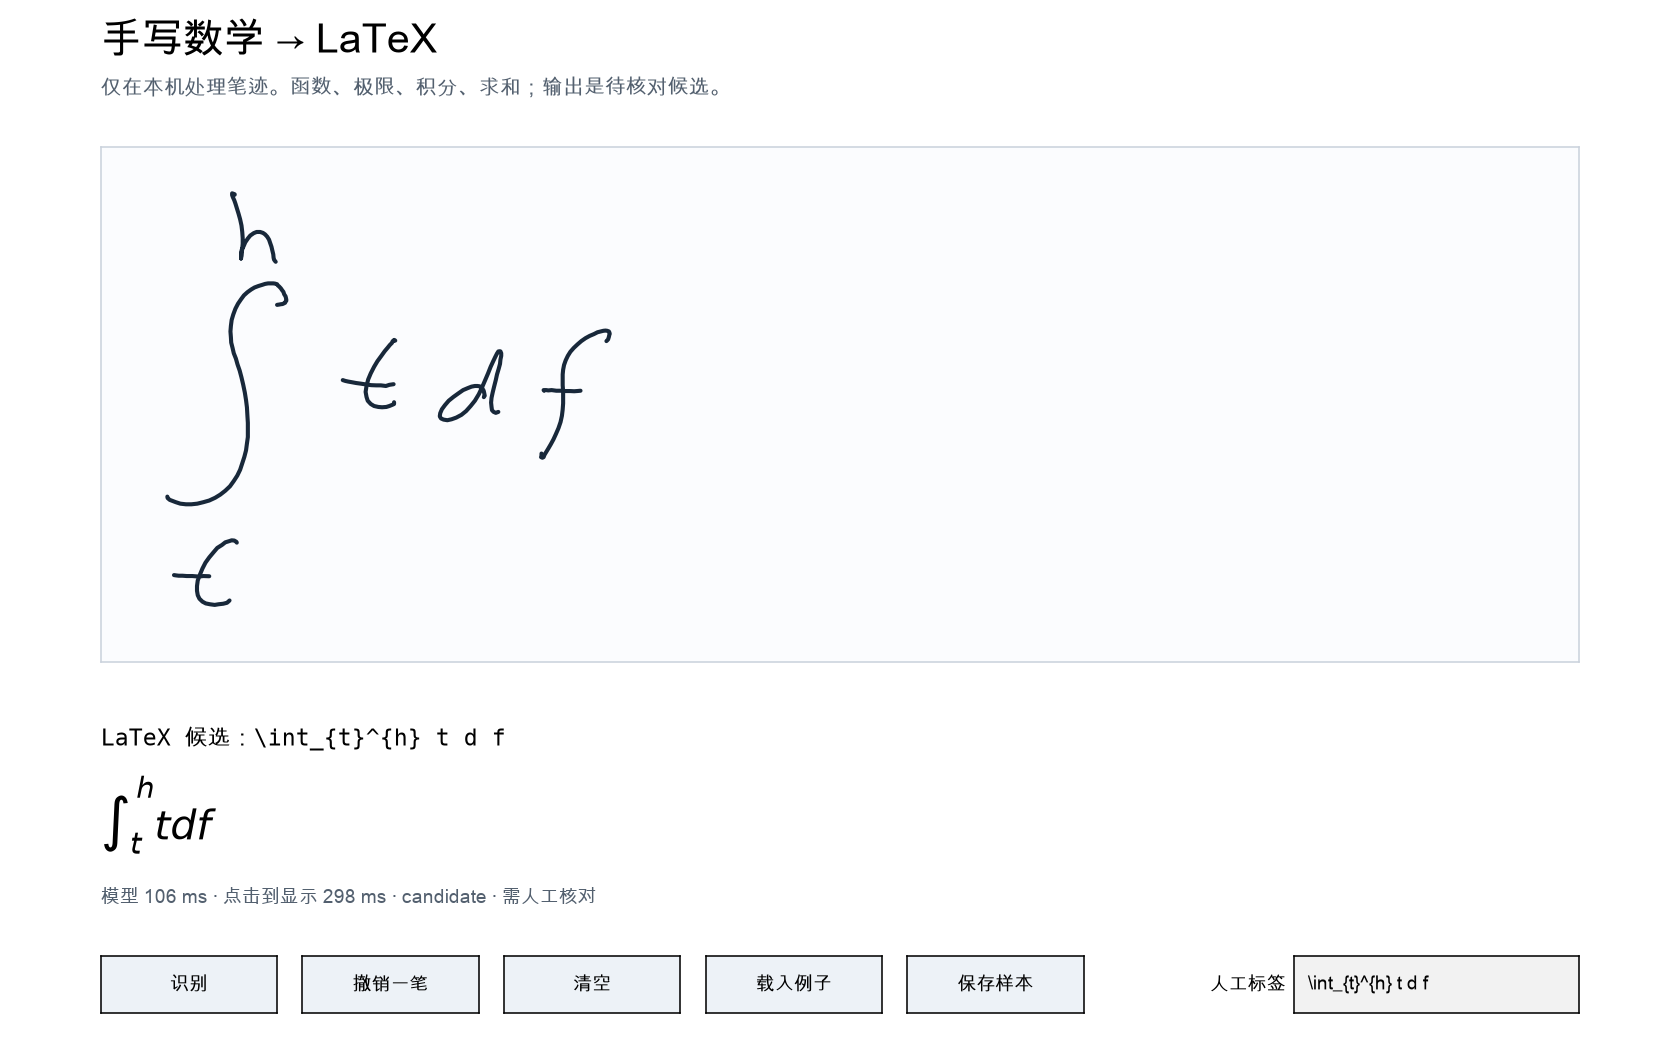 手写数学 → LaTeX
仅在本机处理笔迹。函数、极限、积分、求和；输出是待核对候选。
h
∫ t d f
t
LaTeX 候选：\int_{t}^{h} t d f
h
∫ tdf
t
模型 106 ms · 点击到显示 298 ms · candidate · 需人工核对
识别 撤销一笔 清空 载入例子 保存样本 人工标签 \int_{t}^{h} t d f